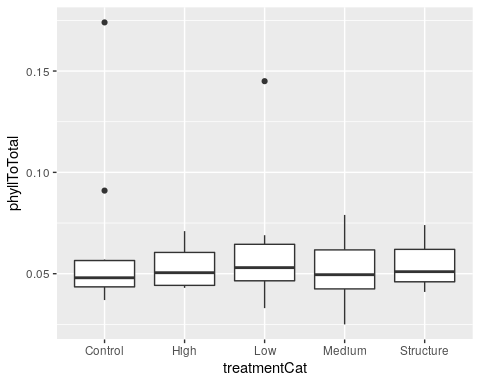 phyllToTotal
0.15
0.10
0.05
Control
HIgh
Low
MedIum
Structure
treatmentCat